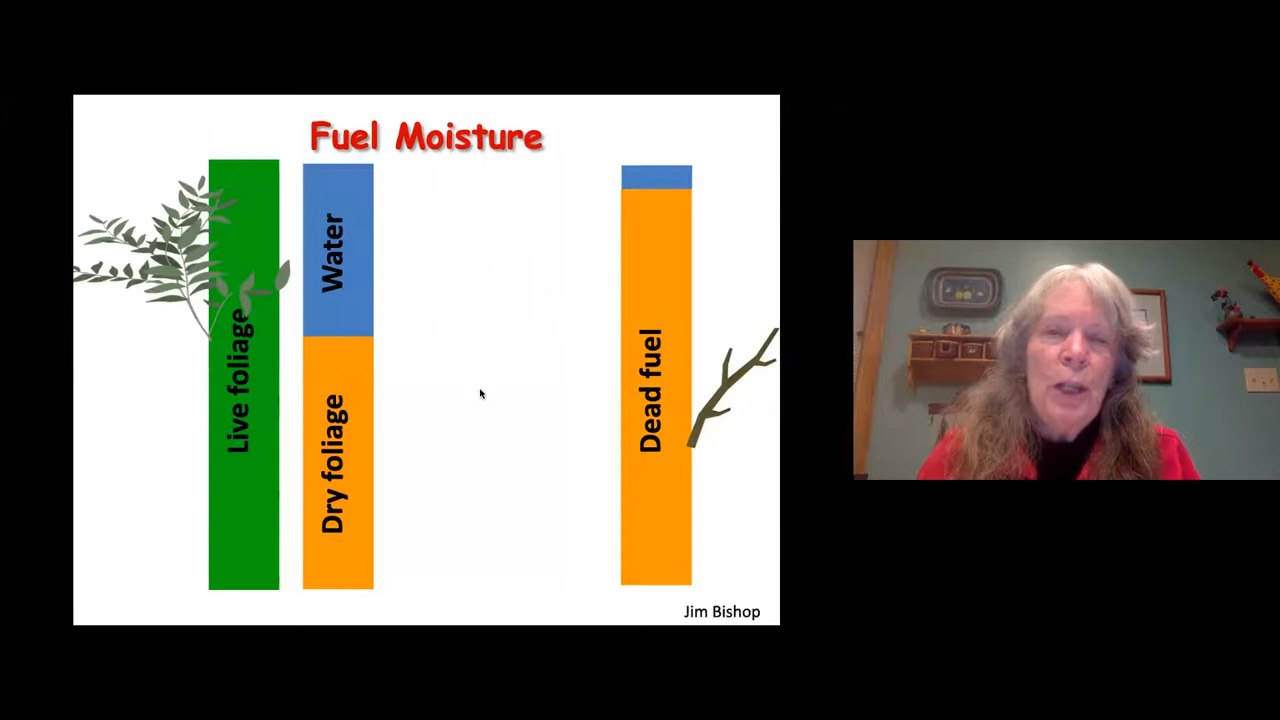 Fuel Moisture
Live foliage
Water
Dry foliage
Dead fuel
Jim Bishop